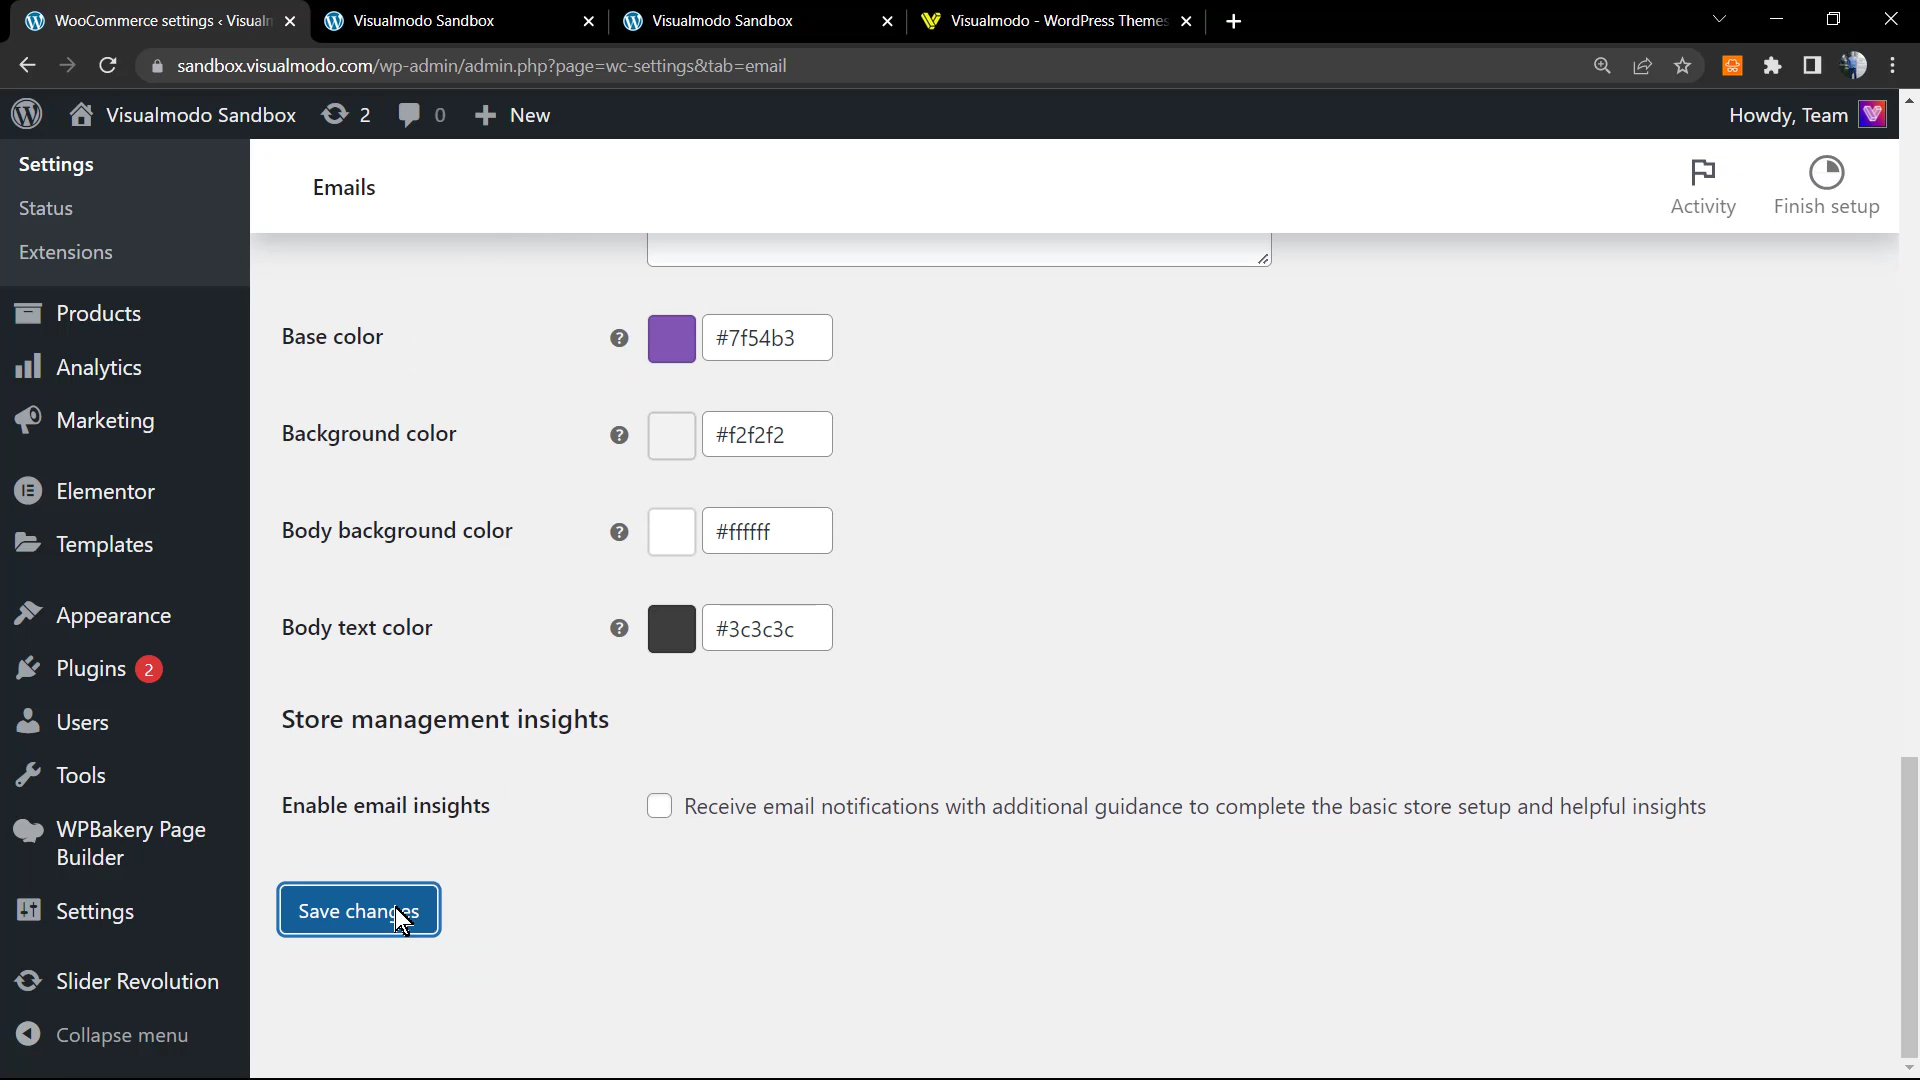 WooCommerce settings ‹ Visualm
Visualmodo Sandbox
Visualmodo Sandbox
Visualmodo - WordPress Themes
sandbox.visualmodo.com/wp-admin/admin.php?page=wc-settings&tab=email
Visualmodo Sandbox
2
0
New
Howdy, Team
Settings
Status
Extensions
Products
Analytics
Marketing
Elementor
Templates
Appearance
Plugins 2
Users
Tools
WPBakery Page
Builder
Settings
Slider Revolution
Collapse menu
Emails
Activity
Finish setup
Base color
#7f54b3
Background color
#f2f2f2
Body background color
#ffffff
Body text color
#3c3c3c
Store management insights
Enable email insights
Receive email notifications with additional guidance to complete the basic store setup and helpful insights
Save changes